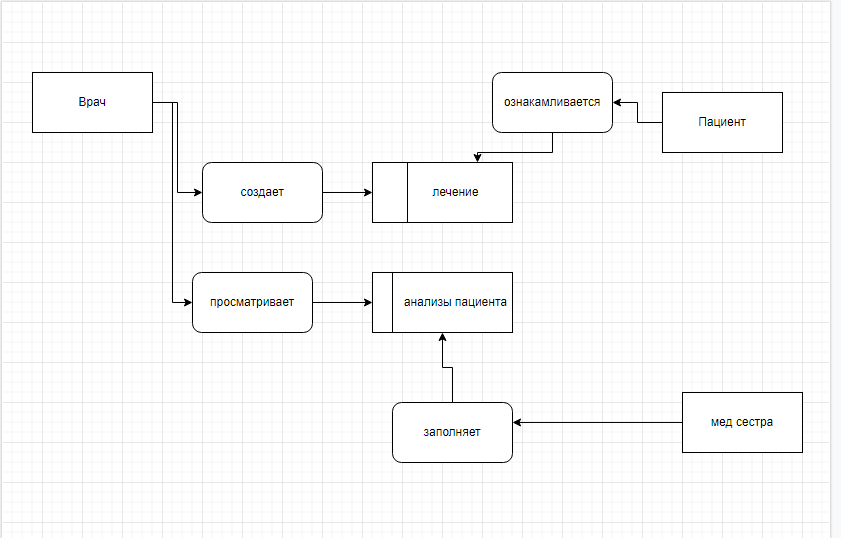 Врач
ознакамливается
Пациент
создает
лечение
просматривает
анализы пациента
заполняет
мед сестра